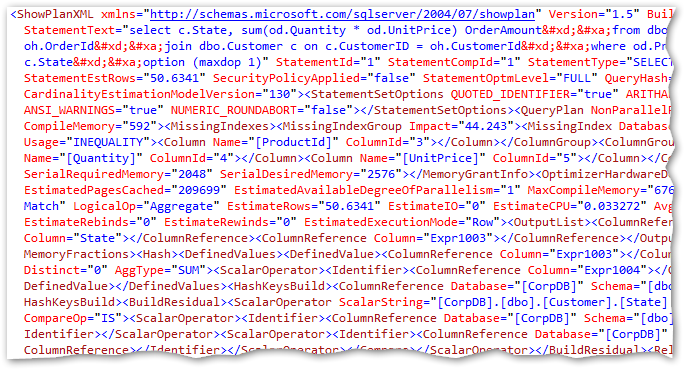 <ShowPlanXML xmlns="http://schemas.microsoft.com/sqlserver/2004/07/showplan" Version="1.5" Buil
StatementText="select c.State, sum(od.Quantity * od.UnitPrice) OrderAmount&#xd;&#xa;from dbo
oh.OrderId&#xd;&#xa;join dbo.Customer c on c.CustomerID = oh.CustomerId&#xd;&#xa;where od.Pr
c.State&#xd;&#xa;option (maxdop 1)" StatementId="1" StatementCompId="1" StatementType="SELECT
StatementEstRows="50.6341" SecurityPolicyApplied="false" StatementOptmLevel="FULL" QueryHash=
CardinalityEstimationModelVersion="130"><StatementSetOptions QUOTED_IDENTIFIER="true" ARITHA
ANSI_WARNINGS="true" NUMERIC_ROUNDABORT="false"></StatementSetOptions><QueryPlan NonParallelP
CompileMemory="592"><MissingIndexes><MissingIndexGroup Impact="44.243"><MissingIndex Databas
Usage="INEQUALITY"><Column Name="[ProductId]" ColumnId="3"></Column></ColumnGroup><ColumnGrou
Name="[Quantity]" ColumnId="4"></Column><Column Name="[UnitPrice]" ColumnId="5"></Column></C
SerialRequiredMemory="2048" SerialDesiredMemory="2576"></MemoryGrantInfo><OptimizerHardwareD
EstimatedPagesCached="209699" EstimatedAvailableDegreeOfParallelism="1" MaxCompileMemory="676
Match" LogicalOp="Aggregate" EstimateRows="50.6341" EstimateIO="0" EstimateCPU="0.033272" Avg
EstimateRebinds="0" EstimateRewinds="0" EstimatedExecutionMode="Row"><OutputList><ColumnRefe
Column="State"></ColumnReference><ColumnReference Column="Expr1003"></ColumnReference></Outp
MemoryFractions><Hash><DefinedValues><DefinedValue><ColumnReference Column="Expr1003"></Colum
Distinct="0" AggType="SUM"><ScalarOperator><Identifier><ColumnReference Column="Expr1004"></C
DefinedValue></DefinedValues><HashKeysBuild><ColumnReference Database="[CorpDB]" Schema="[dbo
HashKeysBuild><BuildResidual><ScalarOperator ScalarString="[CorpDB].[dbo].[Customer].[State]
CompareOp="IS"><ScalarOperator><Identifier><ColumnReference Database="[CorpDB]"
Identifier></ScalarOperator><ScalarOperator><Identifier><ColumnReference Database="[CorpDB]"
ColumnReference></Identifier></ScalarOperator></Compare></ScalarOperator></BuildResidual><Rel